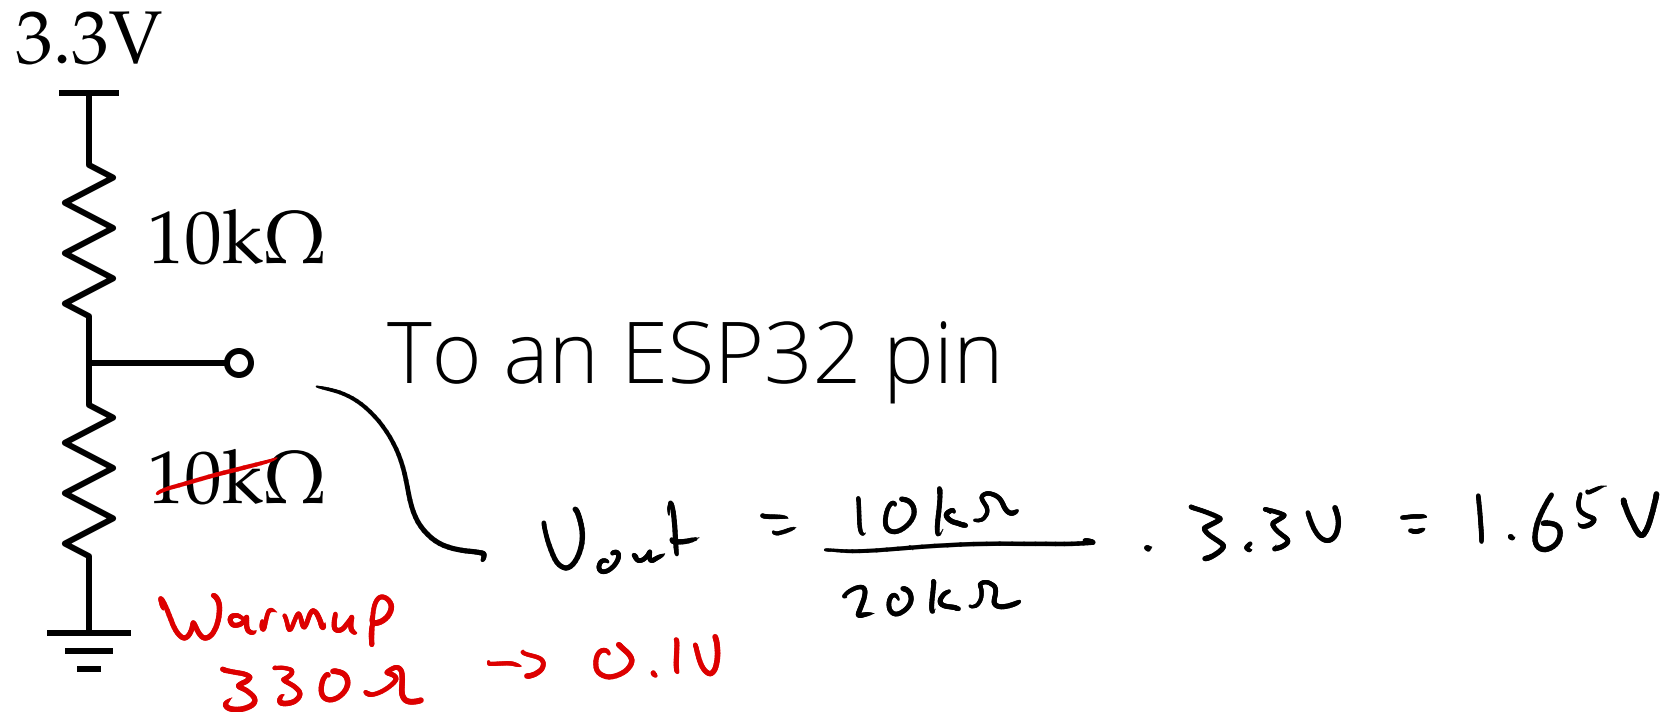 3.3V
10kΩ
To an ESP32 pin
10kΩ
Vout = 10kΩ / 20kΩ · 3.3V = 1.65V
Warmup
330Ω → 0.1V